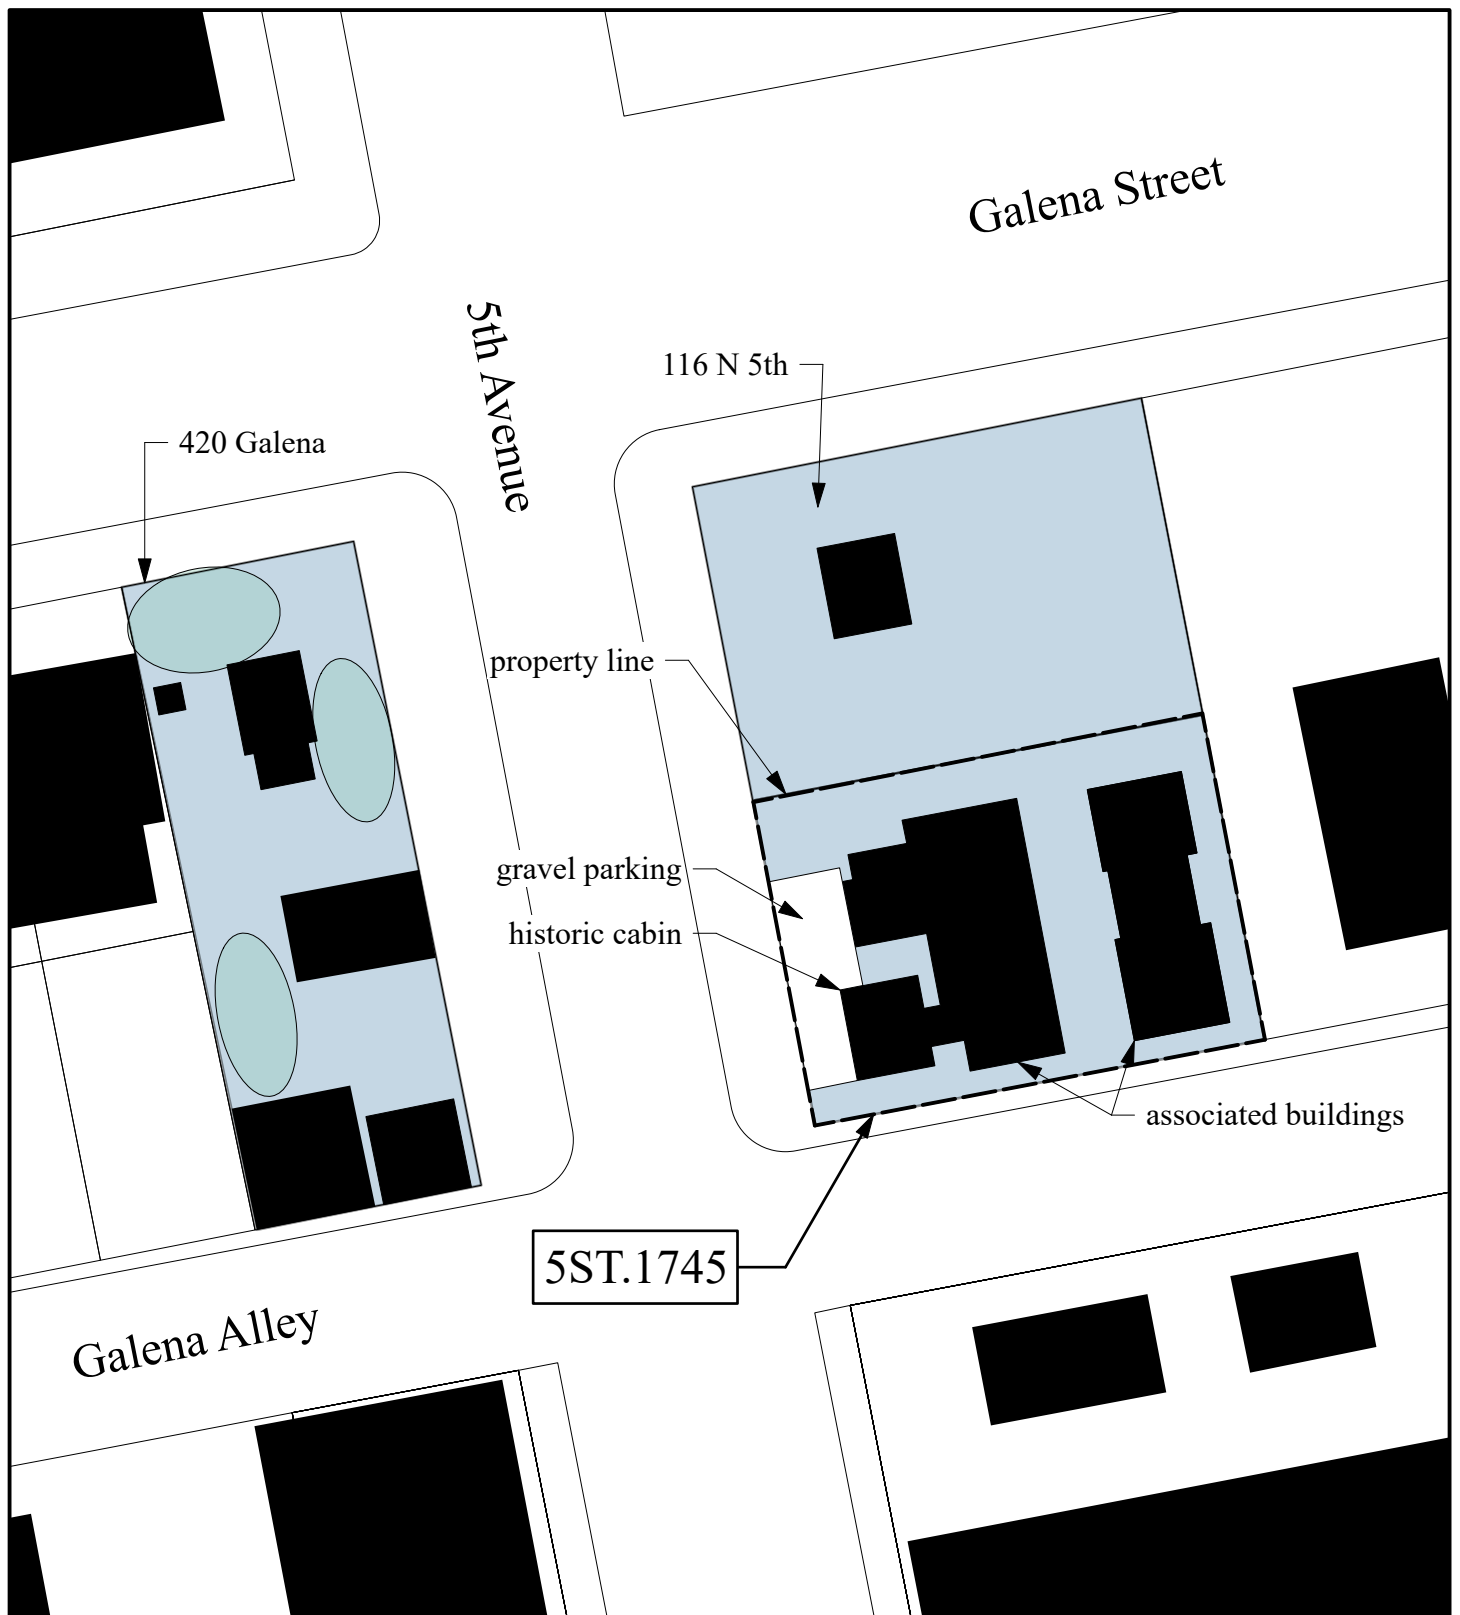 Galena Street
5th Avenue
116 N 5th
420 Galena
property line
gravel parking
historic cabin
associated buildings
5ST.1745
Galena Alley